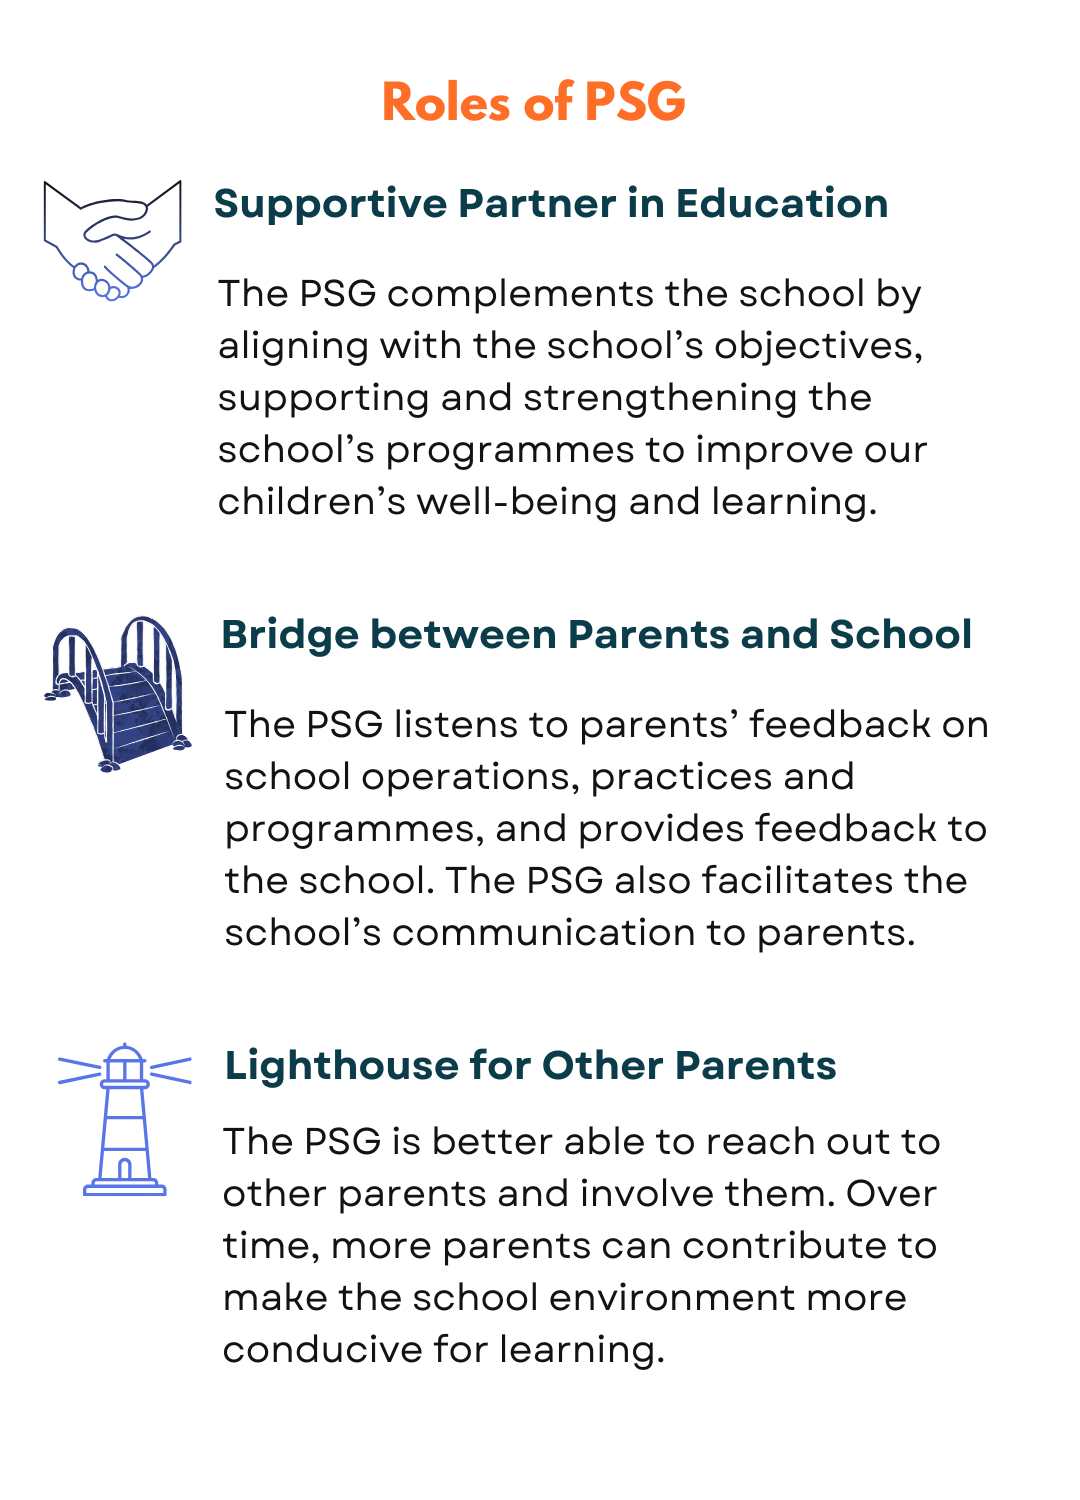 Roles of PSG
Supportive Partner in Education
The PSG complements the school by
aligning with the school’s objectives,
supporting and strengthening the
school’s programmes to improve our
children’s well-being and learning.
Bridge between Parents and School
The PSG listens to parents’ feedback on
school operations, practices and
programmes, and provides feedback to
the school. The PSG also facilitates the
school’s communication to parents.
Lighthouse for Other Parents
The PSG is better able to reach out to
other parents and involve them. Over
time, more parents can contribute to
make the school environment more
conducive for learning.